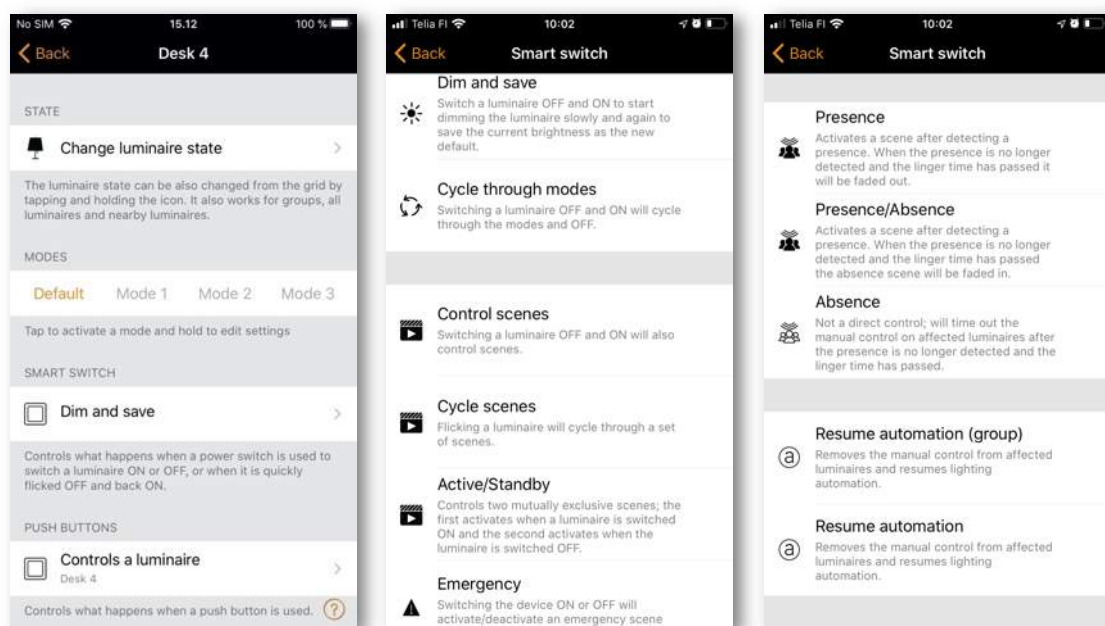 No SIM 15.12 100 %
Back Desk 4
STATE
Change luminaire state
The luminaire state can be also changed from the grid by
tapping and holding the icon. It also works for groups, all
luminaires and nearby luminaires.
MODES
Default Mode 1 Mode 2 Mode 3
Tap to activate a mode and hold to edit settings
SMART SWITCH
Dim and save
Controls what happens when a power switch is used to
switch a luminaire ON or OFF, or when it is quickly
flicked OFF and back ON.
PUSH BUTTONS
Controls a luminaire
Desk 4
Controls what happens when a push button is used. ?
Telia FI 10:02
Back Smart switch
Dim and save
Switch a luminaire OFF and ON to start
dimming the luminaire slowly and again to
save the current brightness as the new
default.
Cycle through modes
Switching a luminaire OFF and ON will cycle
through the modes and OFF.
Control scenes
Switching a luminaire OFF and ON will also
control scenes.
Cycle scenes
Flicking a luminaire will cycle through a set
of scenes.
Active/Standby
Controls two mutually exclusive scenes; the
first activates when a luminaire is switched
ON and the second activates when the
luminaire is switched OFF.
Emergency
Switching the device ON or OFF will
activate/deactivate an emergency scene
Telia FI 10:02
Back Smart switch
Presence
Activates a scene after detecting a
presence. When the presence is no longer
detected and the linger time has passed it
will be faded out.
Presence/Absence
Activates a scene after detecting a
presence. When the presence is no longer
detected and the linger time has passed
the absence scene will be faded in.
Absence
Not a direct control; will time out the
manual control on affected luminaires after
the presence is no longer detected and the
linger time has passed.
Resume automation (group)
Removes the manual control from affected
luminaires and resumes lighting
automation.
Resume automation
Removes the manual control from affected
luminaires and resumes lighting
automation.